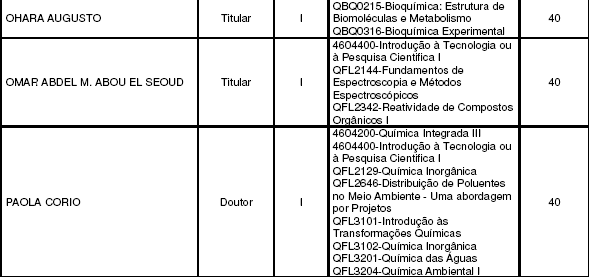 QBQ0215-Bioquímica: Estrutura de
OHARA AUGUSTO Titular I Biomoléculas e Metabolismo 40
QBQ0316-Bioquímica Experimental
4604400-Introdução à Tecnologia ou
à Pesquisa Científica I
QFL2144-Fundamentos de
OMAR ABDEL M. ABOU EL SEOUD Titular I Espectroscopia e Métodos 40
Espectroscópicos
QFL2342-Reatividade de Compostos
Orgânicos I
4604200-Química Integrada III
4604400-Introdução à Tecnologia ou
à Pesquisa Científica I
QFL2129-Química Inorgânica
QFL2646-Distribuição de Poluentes
PAOLA CORIO Doutor I no Meio Ambiente - Uma abordagem 40
por Projetos
QFL3101-Introdução às
Transformações Químicas
QFL3102-Química Inorgânica
QFL3201-Química das Águas
QFL3204-Química Ambiental I